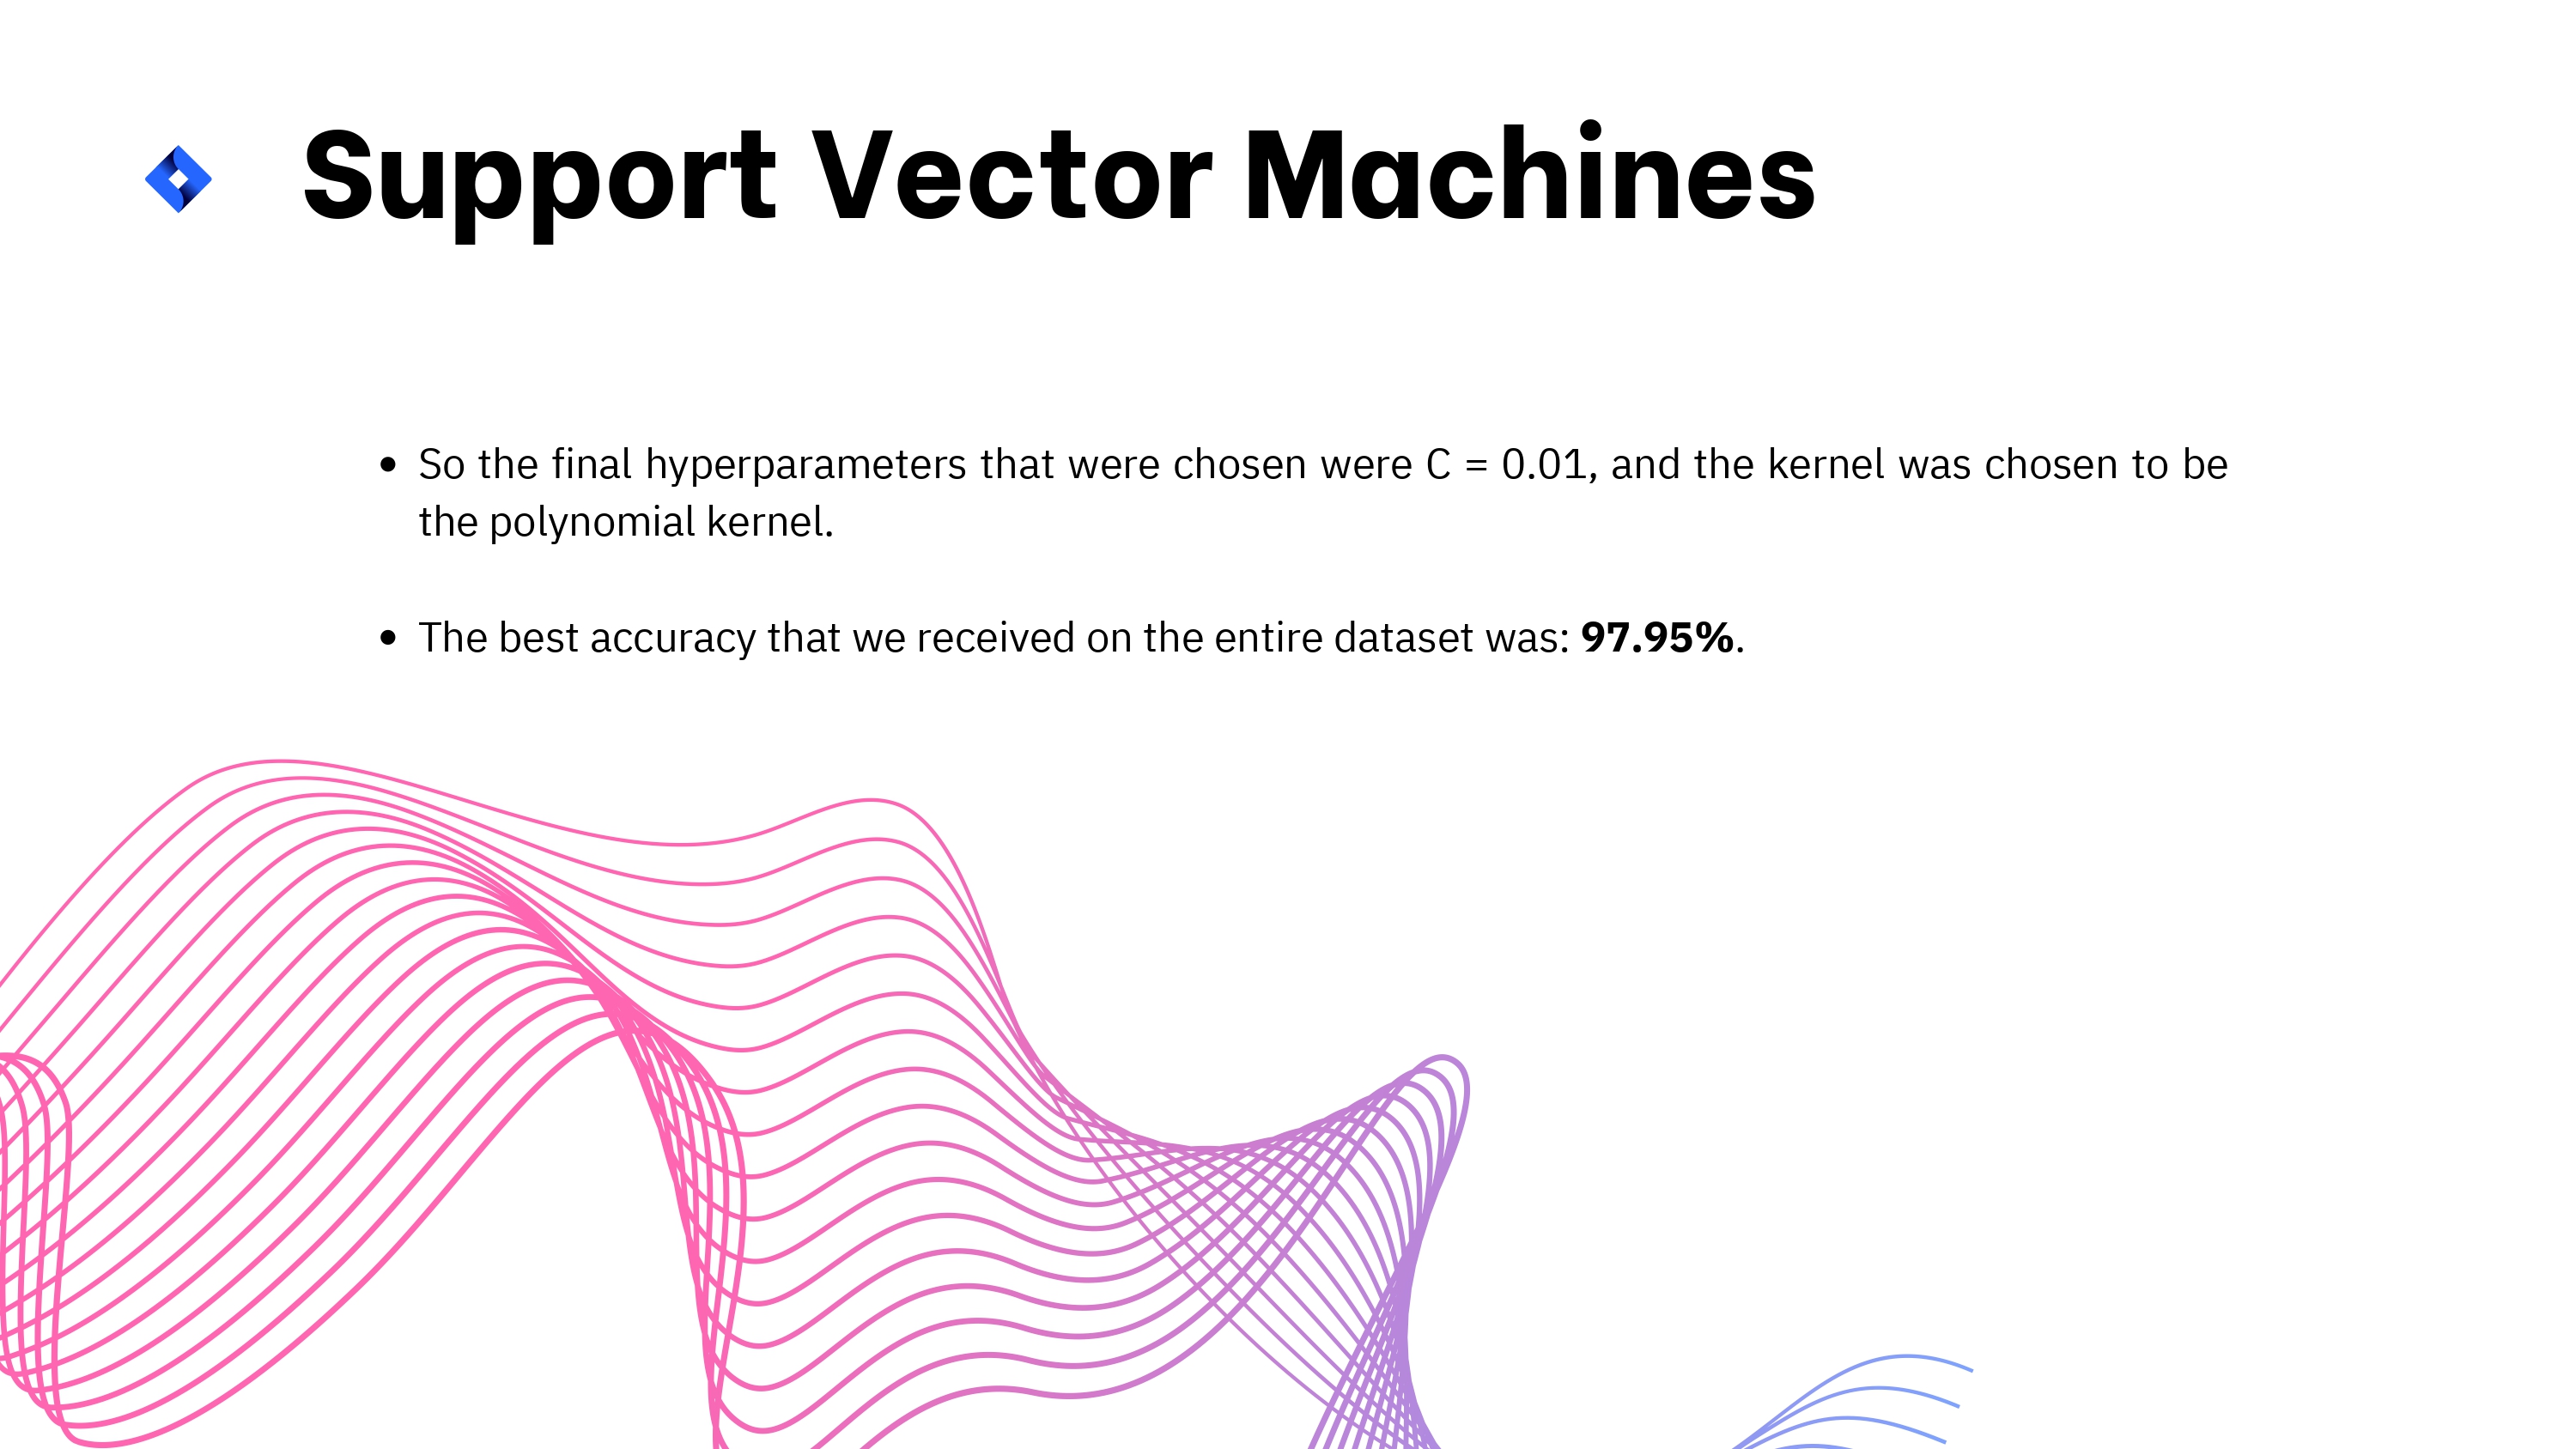 Support Vector Machines
• So the final hyperparameters that were chosen were C = 0.01, and the kernel was chosen to be
the polynomial kernel.
• The best accuracy that we received on the entire dataset was: 97.95%.